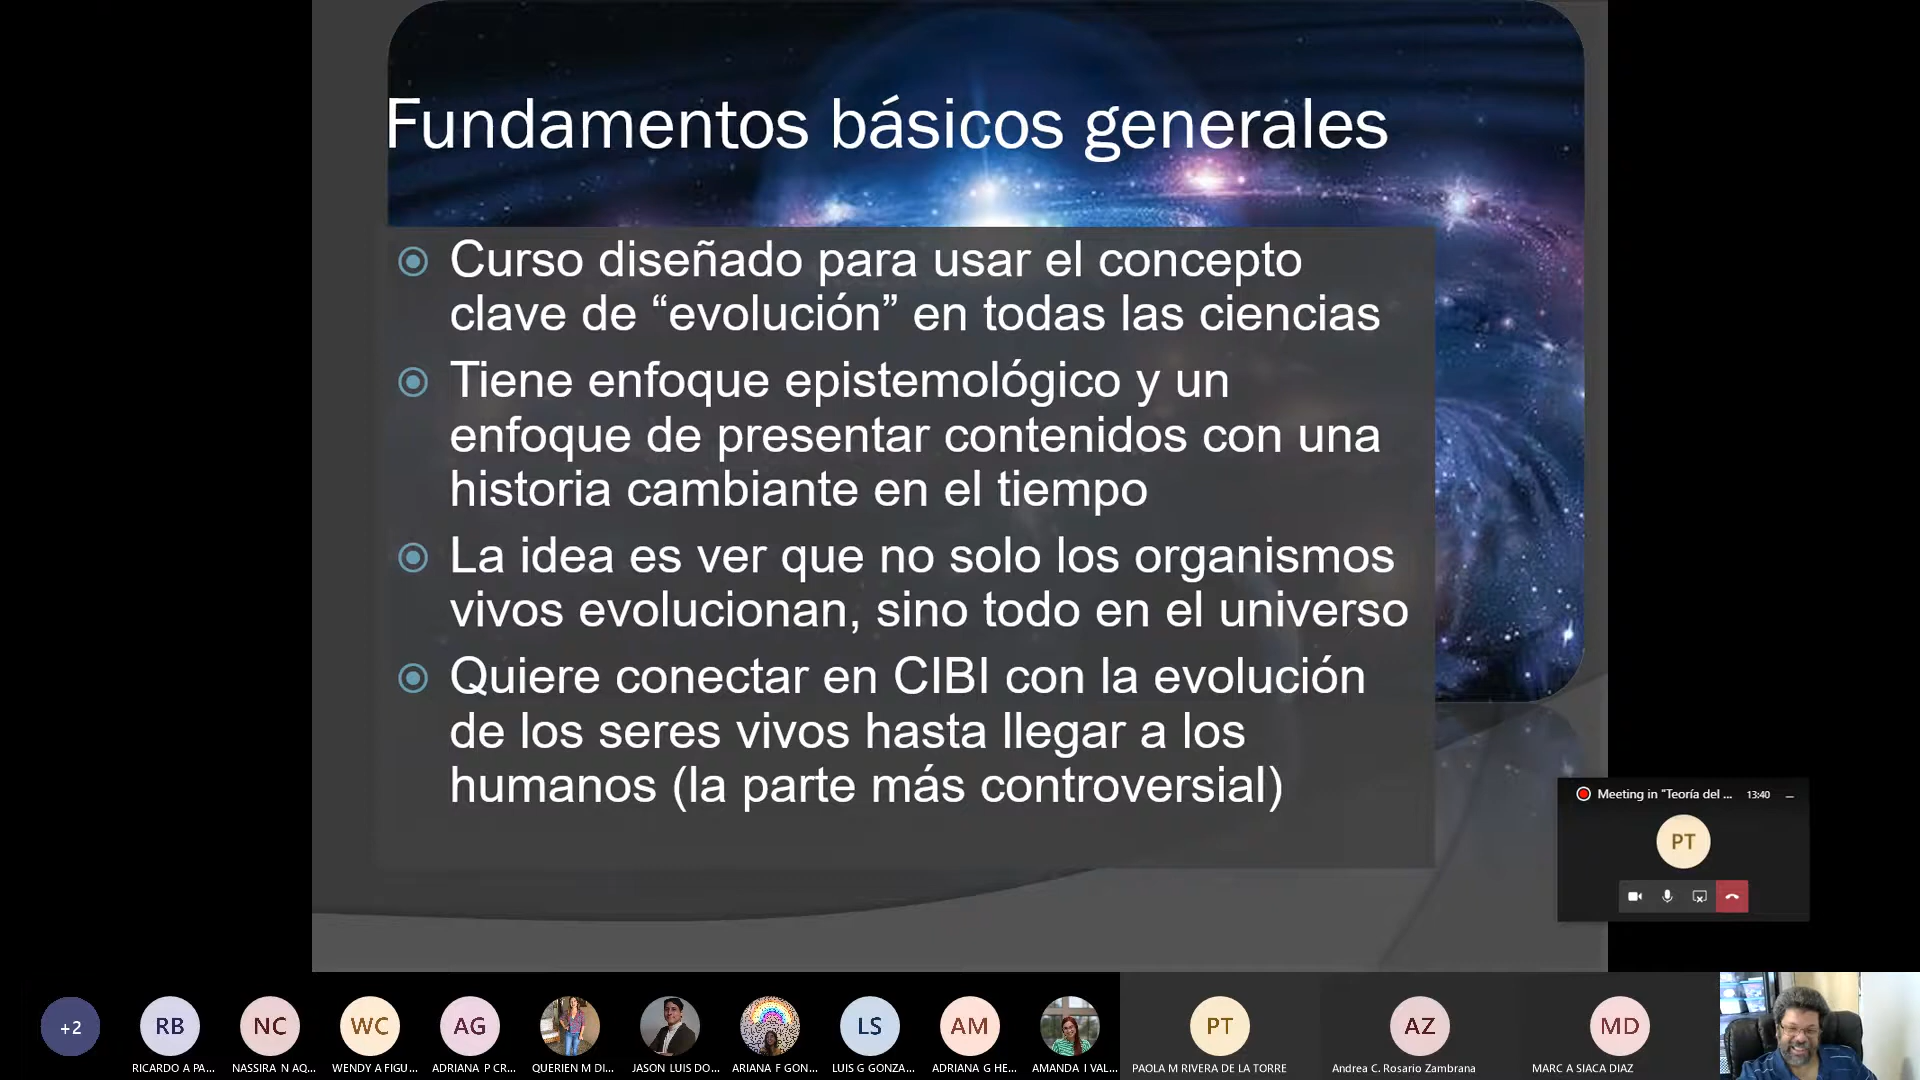 Fundamentos básicos generales
Curso diseñado para usar el concepto
clave de “evolución” en todas las ciencias
Tiene enfoque epistemológico y un
enfoque de presentar contenidos con una
historia cambiante en el tiempo
La idea es ver que no solo los organismos
vivos evolucionan, sino todo en el universo
Quiere conectar en CIBI con la evolución
de los seres vivos hasta llegar a los
humanos (la parte más controversial)
Meeting in "Teoría del ... 13:40
PT
+2 RB NC WC AG LS AM PT AZ MD
RICARDO A PA... NASSIRA N AQ... WENDY A FIGU... ADRIANA P CR... QUERIEN M DI... JASON LUIS DO... ARIANA F GON... LUIS G GONZA... ADRIANA G HE... AMANDA I VAL... PAOLA M RIVERA DE LA TORRE Andrea C. Rosario Zambrana MARC A SIACA DIAZ